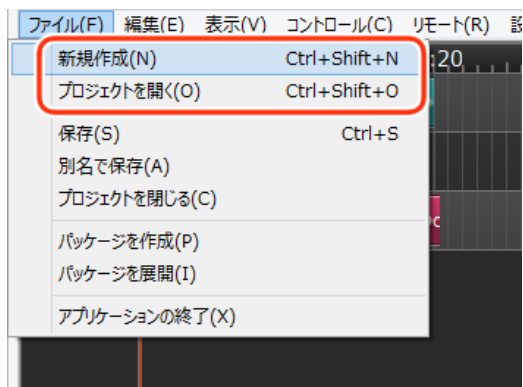 ファイル(F) 編集(E) 表示(V) コントロール(C) リモート(R)
新規作成(N) Ctrl+Shift+N
:20
プロジェクトを開く(O) Ctrl+Shift+O
保存(S) Ctrl+S
別名で保存(A)
プロジェクトを閉じる(C)
パッケージを作成(P)
パッケージを展開(I)
アプリケーションの終了(X)